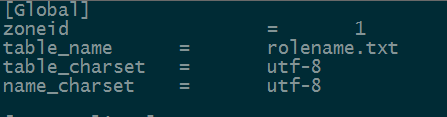 [Global]
zoneid = 1
table_name = rolename.txt
table_charset = utf-8
name_charset = utf-8